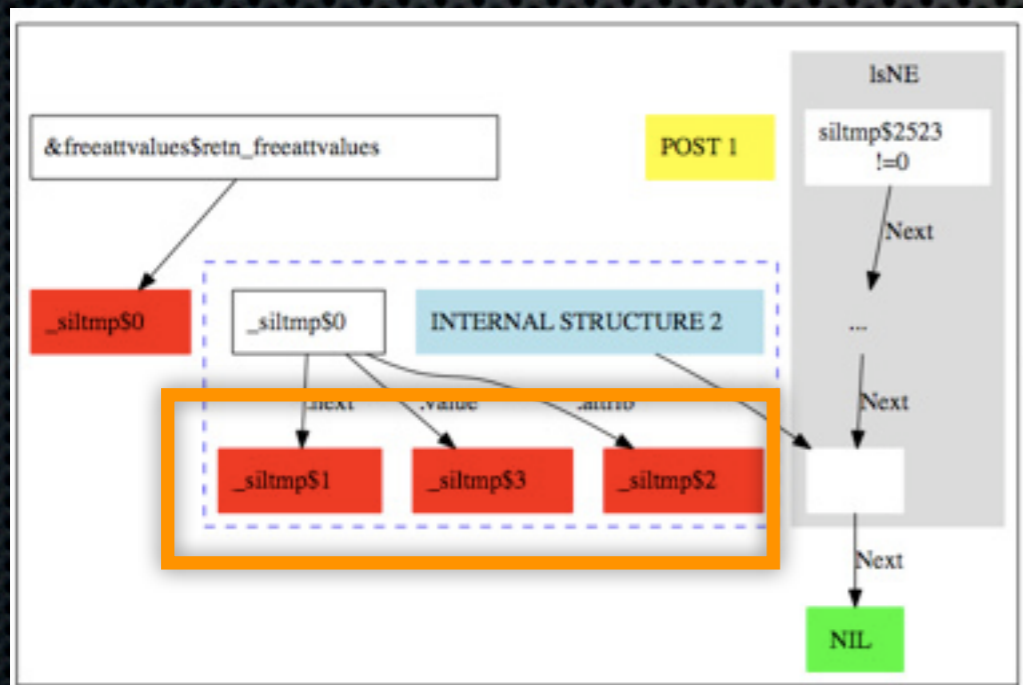 lsNE
&freeattvalues$retn_freeattvalues
POST 1
siltmp$2523
!=0
Next
_siltmp$0
_siltmp$0
INTERNAL STRUCTURE 2
...
.next
.value
.attrib
Next
_siltmp$1
_siltmp$3
_siltmp$2
Next
NIL